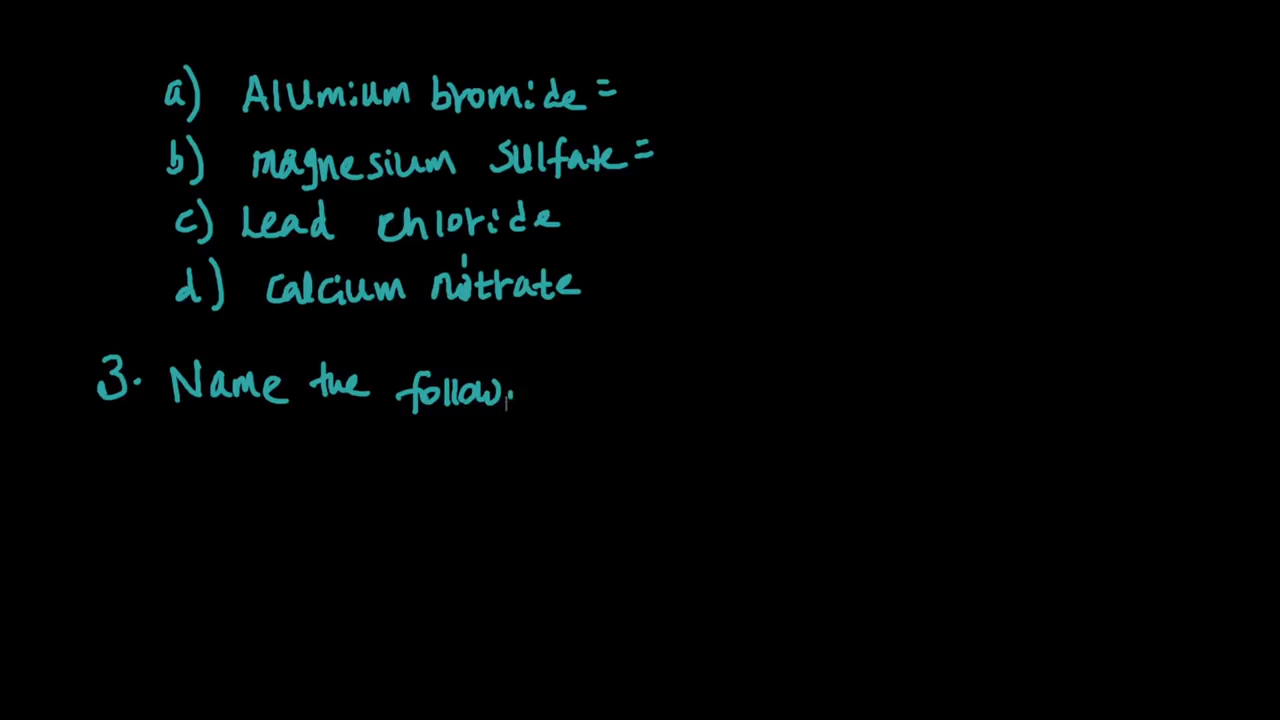 a) Alumium bromide =
b) magnesium sulfate =
c) Lead chloride
d) calcium nitrate
3. Name the follow.